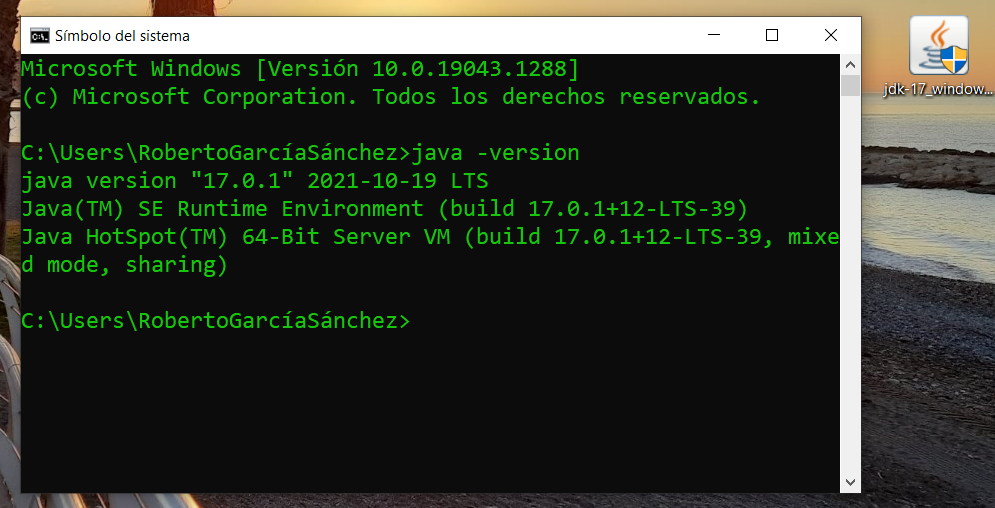 Símbolo del sistema
jdk-17_window...
Microsoft Windows [Versión 10.0.19043.1288]
(c) Microsoft Corporation. Todos los derechos reservados.
C:\Users\RobertoGarcíaSánchez>java -version
java version "17.0.1" 2021-10-19 LTS
Java(TM) SE Runtime Environment (build 17.0.1+12-LTS-39)
Java HotSpot(TM) 64-Bit Server VM (build 17.0.1+12-LTS-39, mixe
d mode, sharing)
C:\Users\RobertoGarcíaSánchez>